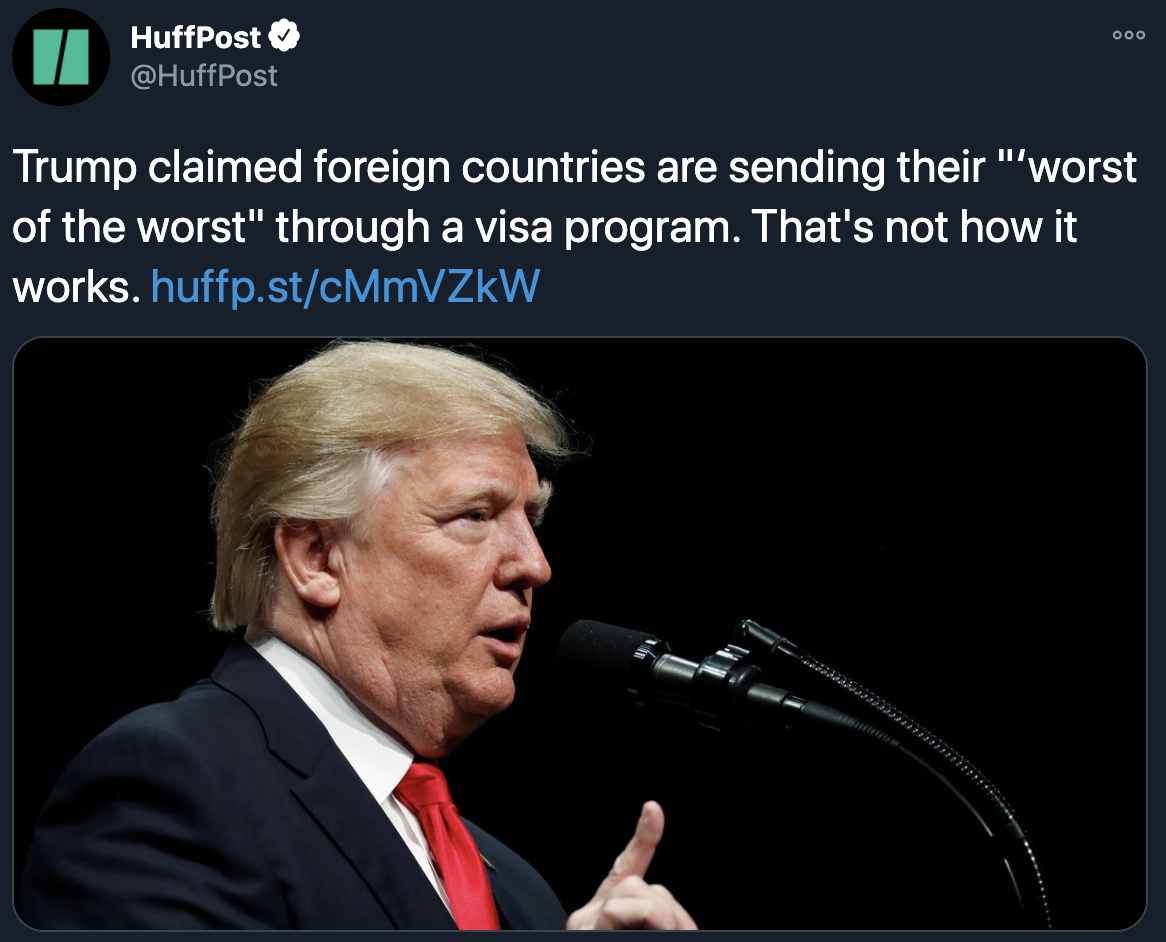 HuffPost
@HuffPost
Trump claimed foreign countries are sending their "‘worst
of the worst" through a visa program. That's not how it
works. huffp.st/cMmVZkW